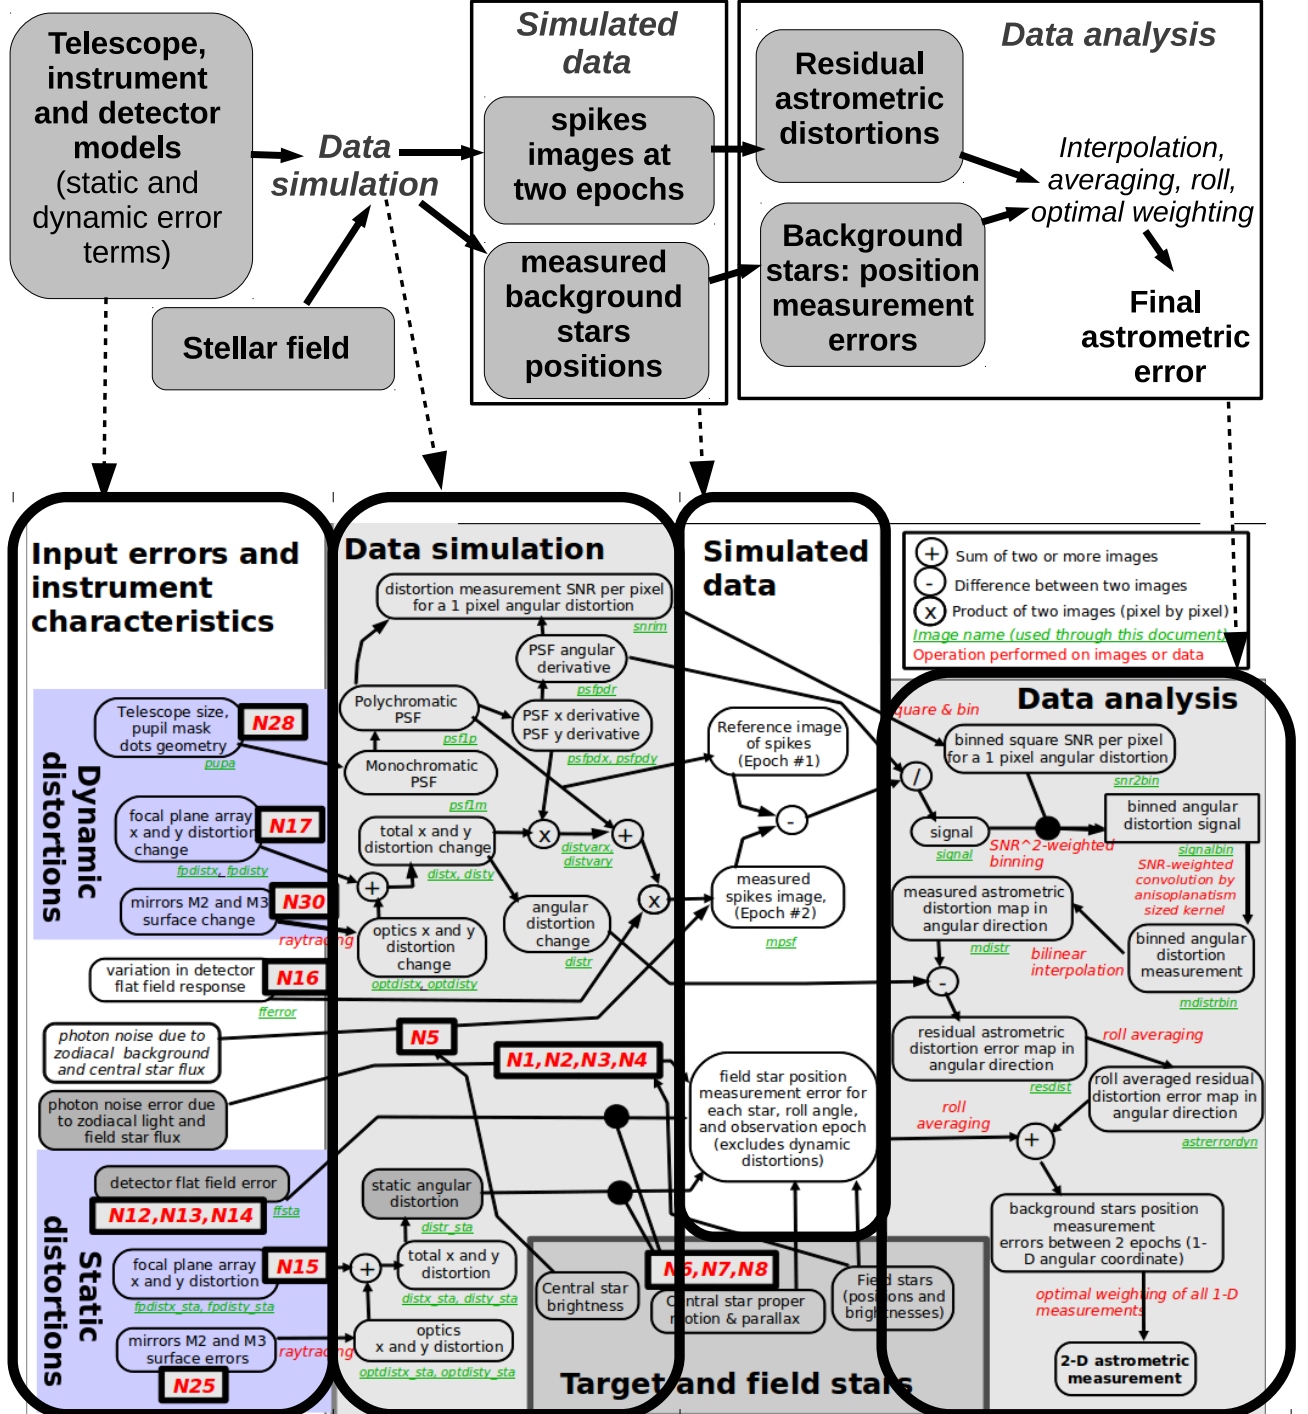 Telescope,
instrument
and detector
models
(static and
dynamic error
terms)
Data
simulation
Stellar field
Simulated
data
spikes
images at
two epochs
measured
background
stars
positions
Data analysis
Residual
astrometric
distortions
Background
stars: position
measurement
errors
Interpolation,
averaging, roll,
optimal weighting
Final
astrometric
error
Input errors and
instrument
characteristics
Dynamic
distortions
Telescope size,
pupil mask
dots geometry
N28
pupa
focal plane array
x and y distortion
change
N17
fpdistx, fpdisty
mirrors M2 and M3
surface change
N30
raytracing
variation in detector
flat field response
N16
fferror
photon noise due to
zodiacal background
and central star flux
photon noise error due
to zodiacal light and
field star flux
Static
distortions
detector flat field error
N12,N13,N14
ffsta
focal plane array
x and y distortion
N15
fpdistx_sta, fpdisty_sta
mirrors M2 and M3
surface errors
N25
raytracing
Data simulation
distortion measurement SNR per pixel
for a 1 pixel angular distortion
snrim
PSF angular
derivative
psfpdr
Polychromatic
PSF
psf1p
PSF x derivative
PSF y derivative
psfpdx, psfpdy
Monochromatic
PSF
psf1m
total x and y
distortion change
distx, disty
x
+
distvarx,
distvary
+
x
optics x and y
distortion
change
optdistx, optdisty
angular
distortion
change
distr
N5
N1,N2,N3,N4
static angular
distortion
distr_sta
+
total x and y
distortion
distx_sta, disty_sta
optics
x and y distortion
optdistx_sta, optdisty_sta
Simulated
data
Reference image
of spikes
(Epoch #1)
-
measured
spikes image,
(Epoch #2)
mpsf
field star position
measurement error for
each star, roll angle,
and observation epoch
(excludes dynamic
distortions)
N6,N7,N8
Central star
brightness
Central star proper
motion & parallax
Field stars
(positions and
brightnesses)
Target and field stars
+ Sum of two or more images
- Difference between two images
x Product of two images (pixel by pixel)
Image name (used through this document)
Operation performed on images or data
Data analysis
square & bin
binned square SNR per pixel
for a 1 pixel angular distortion
snr2bin
/
signal
signal
SNR^2-weighted
binning
binned angular
distortion signal
signalbin
SNR-weighted
convolution by
anisoplanatism
sized kernel
measured astrometric
distortion map in
angular direction
mdistr
bilinear
interpolation
binned angular
distortion
measurement
mdistrbin
-
residual astrometric
distortion error map in
angular direction
resdist
roll averaging
roll averaged residual
distortion error map in
angular direction
astrerrordyn
roll
averaging
+
background stars position
measurement
errors between 2 epochs (1-
D angular coordinate)
optimal weighting of all 1-D
measurements
2-D astrometric
measurement